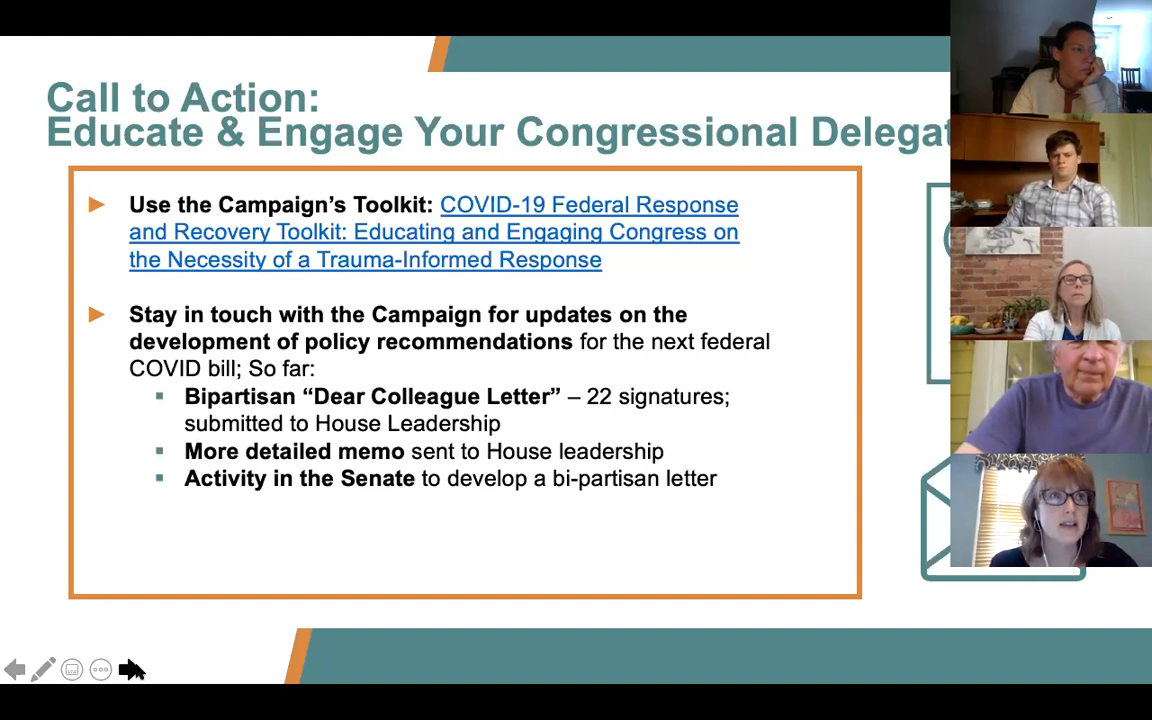 Call to Action:
Educate & Engage Your Congressional Delegat
Use the Campaign’s Toolkit: COVID-19 Federal Response
and Recovery Toolkit: Educating and Engaging Congress on
the Necessity of a Trauma-Informed Response
Stay in touch with the Campaign for updates on the
development of policy recommendations for the next federal
COVID bill; So far:
Bipartisan “Dear Colleague Letter” – 22 signatures;
submitted to House Leadership
More detailed memo sent to House leadership
Activity in the Senate to develop a bi-partisan letter